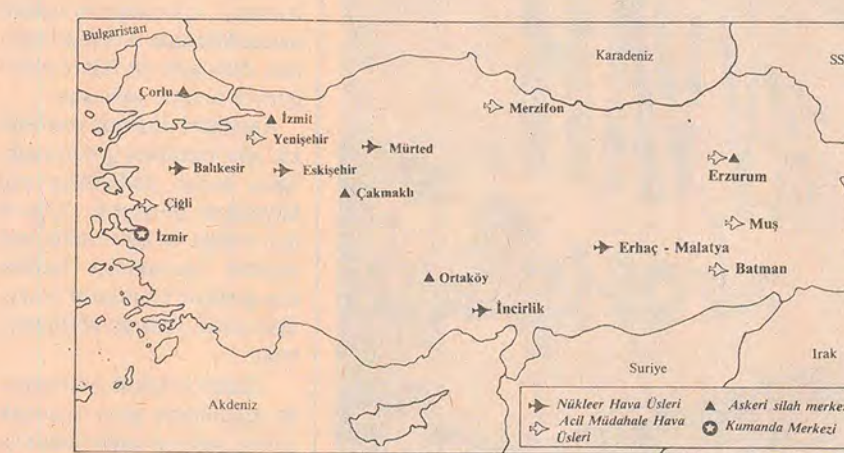 Bulgaristan
Karadeniz
SS
Çorlu
İzmit
Merzifon
Yenişehir
Mürted
Balıkesir
Eskişehir
Erzurum
Çakmaklı
Çiğli
Muş
İzmir
Erhaç - Malatya
Batman
Ortaköy
İncirlik
Irak
Suriye
Akdeniz
Nükleer Hava Üsleri
Askeri silah merke
Acil Müdahale Hava
Üsleri
Kumanda Merkezi